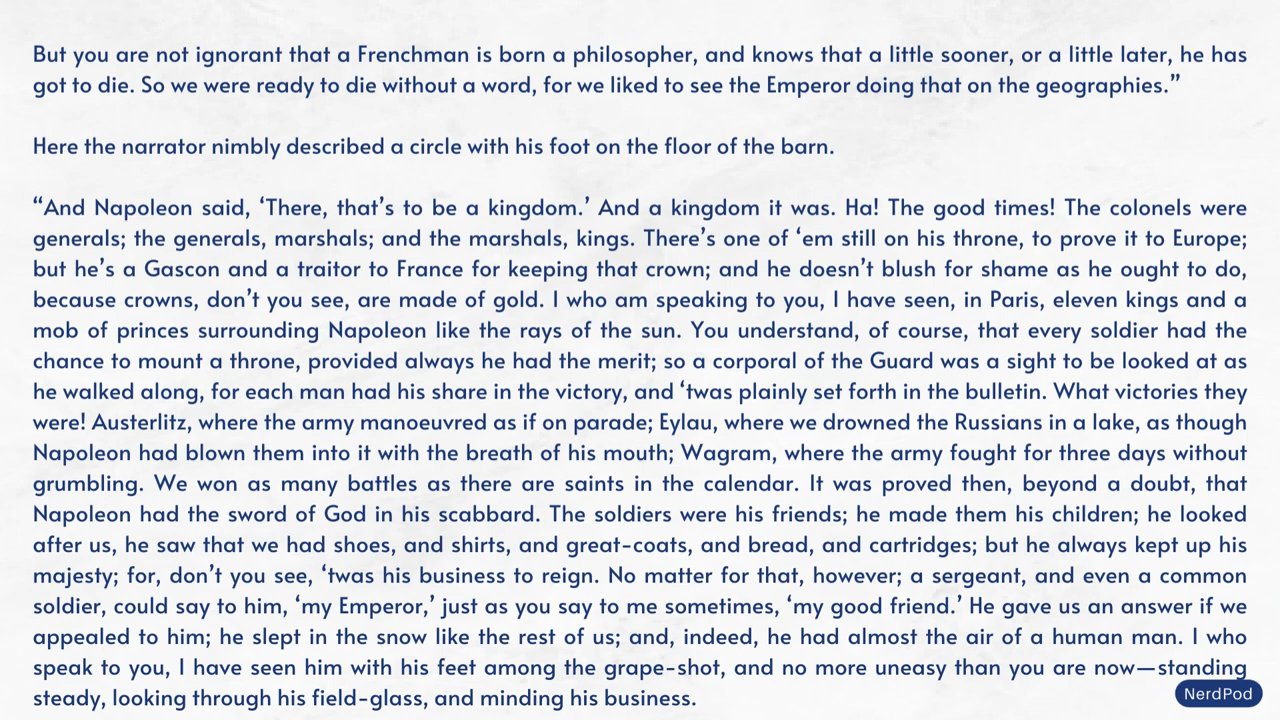 But you are not ignorant that a Frenchman is born a philosopher, and knows that a little sooner, or a little later, he has
got to die. So we were ready to die without a word, for we liked to see the Emperor doing that on the geographies.”
Here the narrator nimbly described a circle with his foot on the floor of the barn.
“And Napoleon said, ‘There, that’s to be a kingdom.’ And a kingdom it was. Ha! The good times! The colonels were
generals; the generals, marshals; and the marshals, kings. There’s one of ‘em still on his throne, to prove it to Europe;
but he’s a Gascon and a traitor to France for keeping that crown; and he doesn’t blush for shame as he ought to do,
because crowns, don’t you see, are made of gold. I who am speaking to you, I have seen, in Paris, eleven kings and a
mob of princes surrounding Napoleon like the rays of the sun. You understand, of course, that every soldier had the
chance to mount a throne, provided always he had the merit; so a corporal of the Guard was a sight to be looked at as
he walked along, for each man had his share in the victory, and ‘twas plainly set forth in the bulletin. What victories they
were! Austerlitz, where the army manoeuvred as if on parade; Eylau, where we drowned the Russians in a lake, as though
Napoleon had blown them into it with the breath of his mouth; Wagram, where the army fought for three days without
grumbling. We won as many battles as there are saints in the calendar. It was proved then, beyond a doubt, that
Napoleon had the sword of God in his scabbard. The soldiers were his friends; he made them his children; he looked
after us, he saw that we had shoes, and shirts, and great-coats, and bread, and cartridges; but he always kept up his
majesty; for, don’t you see, ‘twas his business to reign. No matter for that, however; a sergeant, and even a common
soldier, could say to him, ‘my Emperor,’ just as you say to me sometimes, ‘my good friend.’ He gave us an answer if we
appealed to him; he slept in the snow like the rest of us; and, indeed, he had almost the air of a human man. I who
speak to you, I have seen him with his feet among the grape-shot, and no more uneasy than you are now—standing
steady, looking through his field-glass, and minding his business.
NerdPod